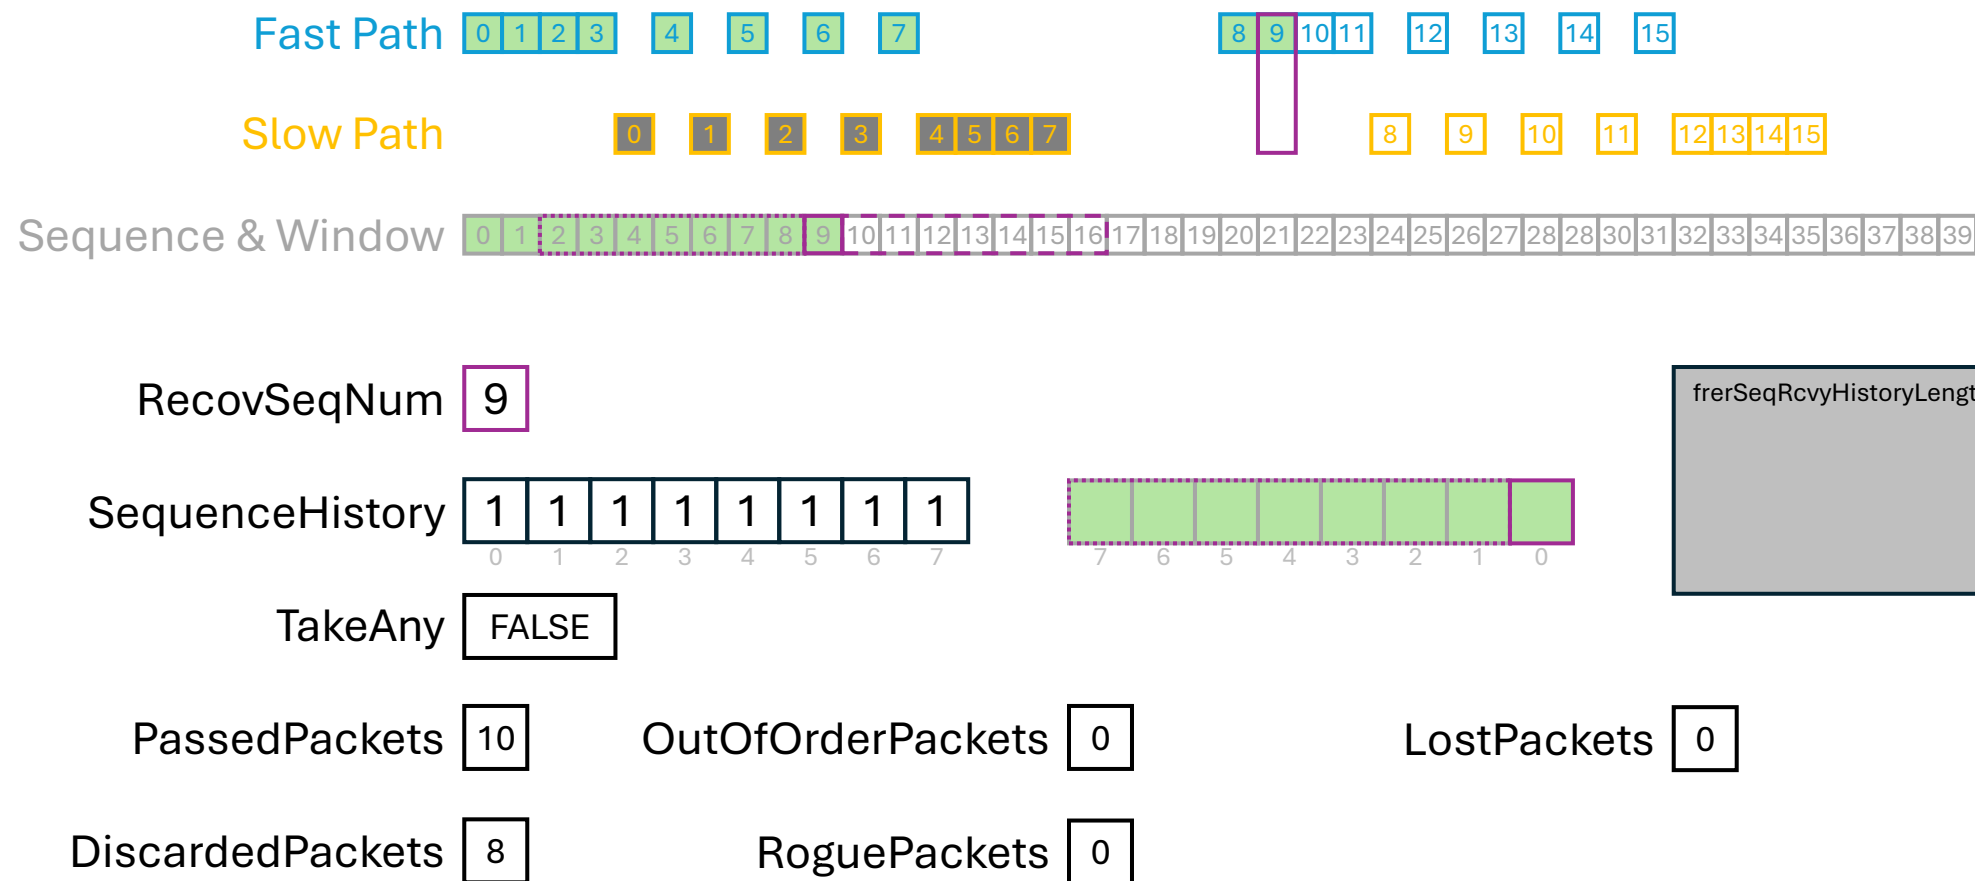 Fast Path 0 1 2 3 4 5 6 7 8 9 10 11 12 13 14 15
Slow Path 0 1 2 3 4 5 6 7 8 9 10 11 12 13 14 15
Sequence & Window 0 1 2 3 4 5 6 7 8 9 10 11 12 13 14 15 16 17 18 19 20 21 22 23 24 25 26 27 28 28 30 31 32 33 34 35 36 37 38 39
RecovSeqNum 9
frerSeqRcvyHistoryLengt
SequenceHistory 1 1 1 1 1 1 1 1
0 1 2 3 4 5 6 7 7 6 5 4 3 2 1 0
TakeAny FALSE
PassedPackets 10 OutOfOrderPackets 0 LostPackets 0
DiscardedPackets 8 RoguePackets 0